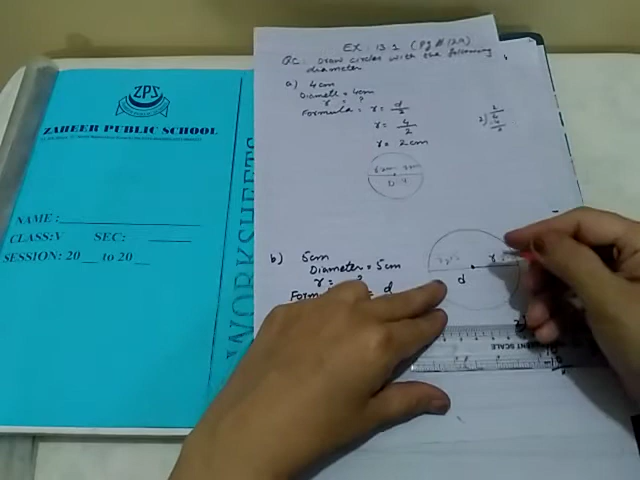 ZPS
ZAHEER PUBLIC SCHOOL
NAME :
CLASS:V SEC:
SESSION: 20 to 20
WORKSHEETS
EX 13.1 (Pg # 129)
Draw circles with the following
diameter
a) 4cm
Diameter = 4cm
r = ?
Formula = r = d/2
r = 4/2
r = 2cm
b) 5cm
Diameter = 5cm
r = ?
d
r
d
SCALE